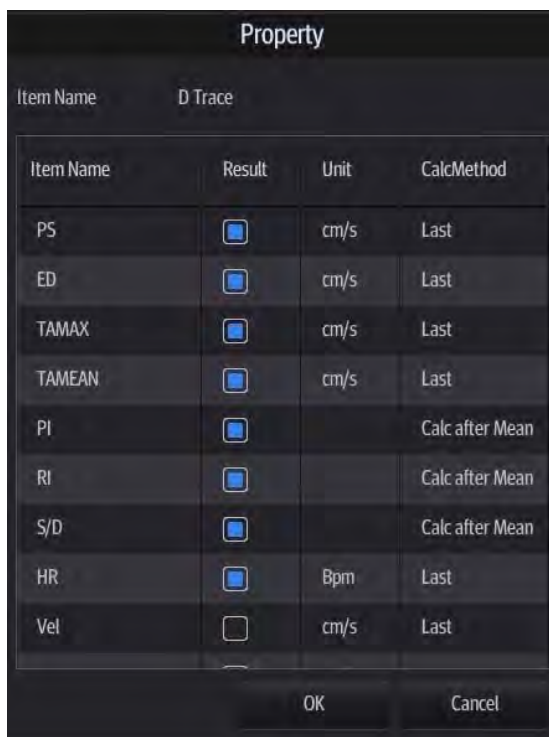 Property
Item Name D Trace
Item Name Result Unit CalcMethod
PS cm/s Last
ED cm/s Last
TAMAX cm/s Last
TAMEAN cm/s Last
PI Calc after Mean
RI Calc after Mean
S/D Calc after Mean
HR Bpm Last
Vel cm/s Last
OK Cancel